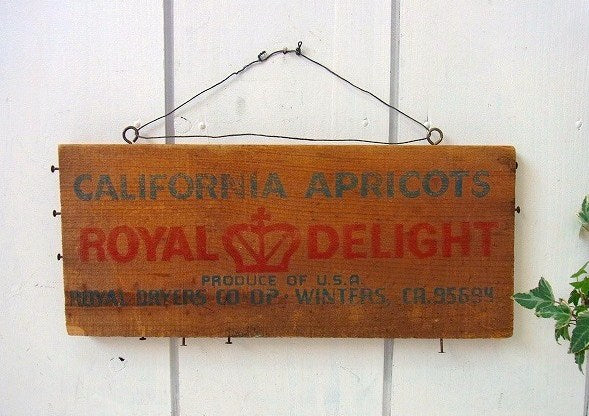 CALIFORNIA APRICOTS
ROYAL DELIGHT
PRODUCE OF U.S.A.
ROYAL DRYERS CO-OP. WINTERS, CA. 95694